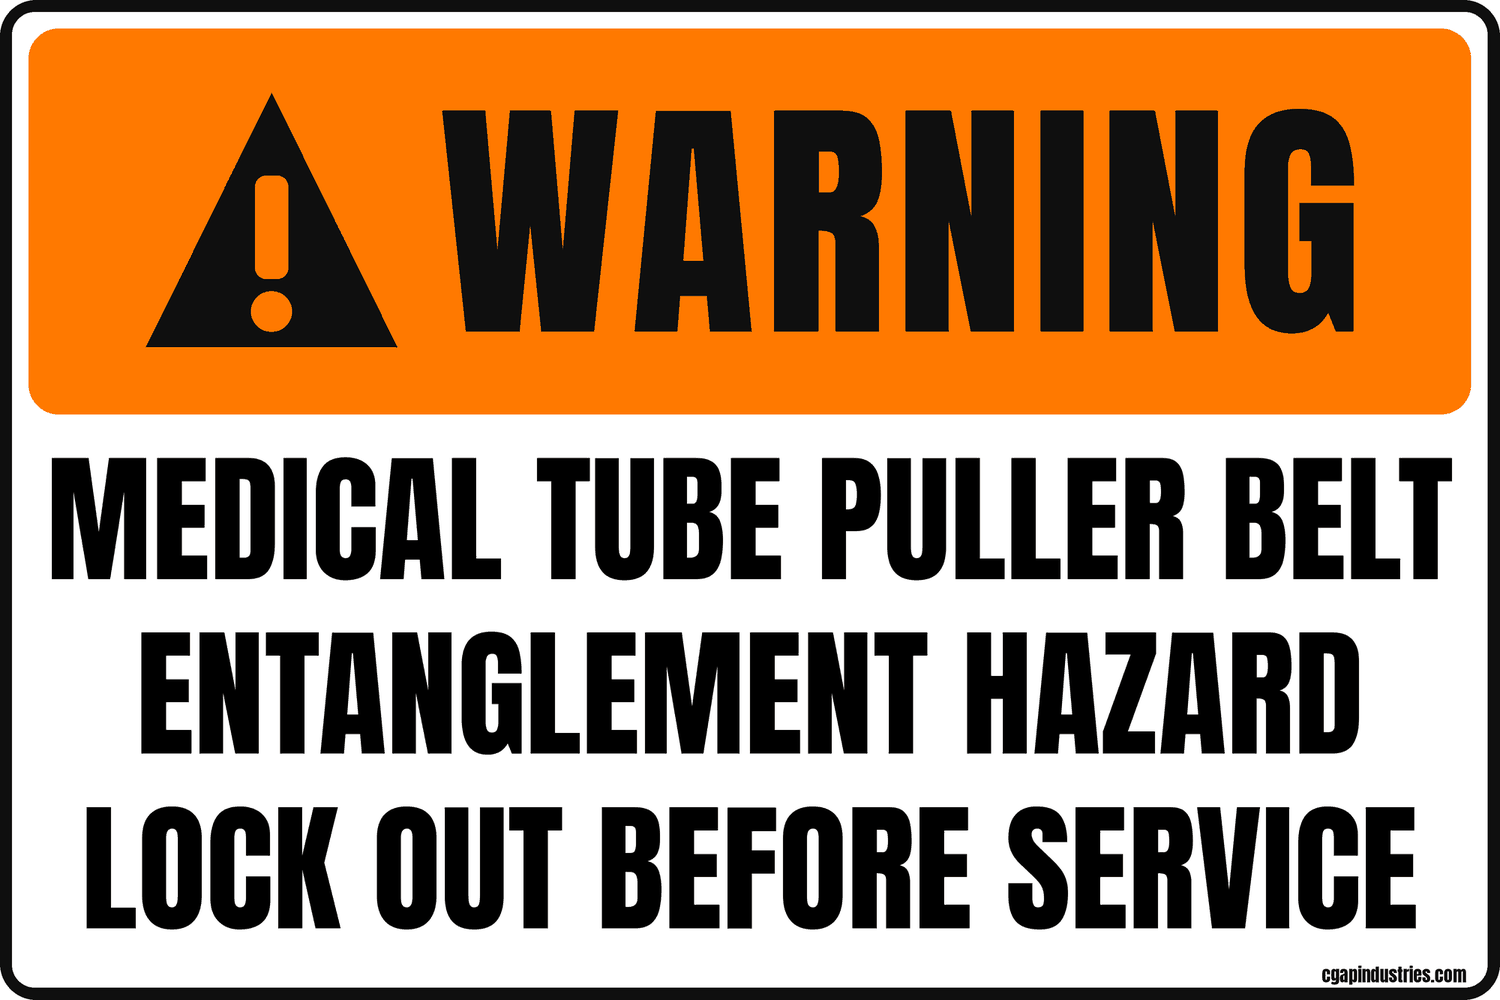 WARNING
MEDICAL TUBE PULLER BELT
ENTANGLEMENT HAZARD
LOCK OUT BEFORE SERVICE
cgapindustries.com